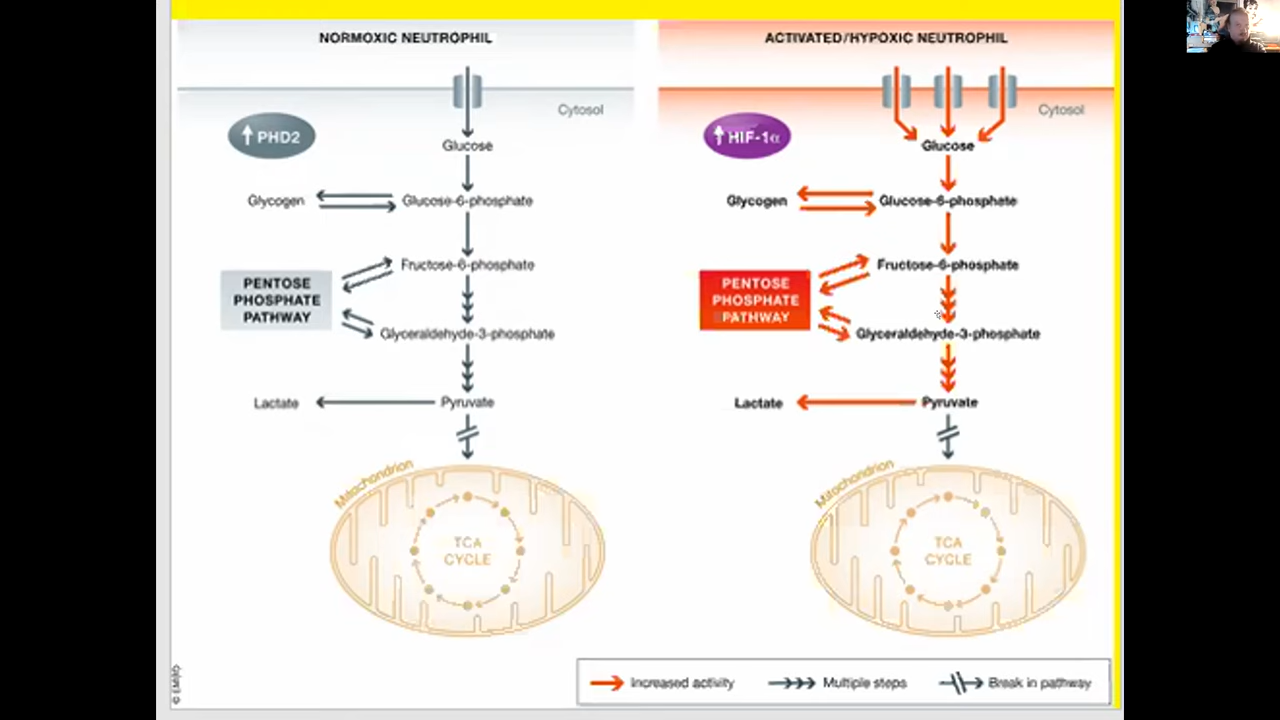 NORMOXIC NEUTROPHIL
Cytosol
PHD2
Glucose
Glycogen
Glucose-6-phosphate
Fructose-6-phosphate
PENTOSE
PHOSPHATE
PATHWAY
Glyceraldehyde-3-phosphate
Lactate
Pyruvate
Mitochondrion
TCA
CYCLE
ACTIVATED/HYPOXIC NEUTROPHIL
Cytosol
HIF-1α
Glucose
Glycogen
Glucose-6-phosphate
Fructose-6-phosphate
PENTOSE
PHOSPHATE
PATHWAY
Glyceraldehyde-3-phosphate
Lactate
Pyruvate
Mitochondrion
TCA
CYCLE
Increased activity
Multiple steps
Break in pathway
© EMBO